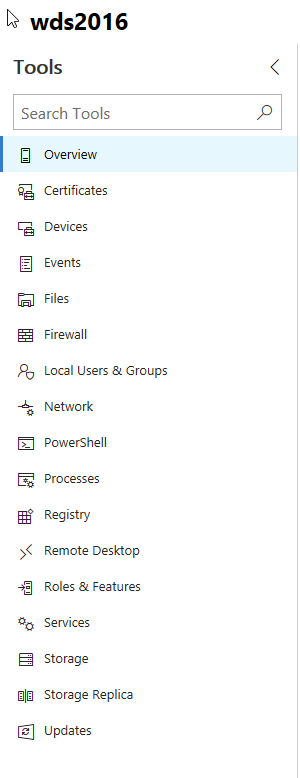 wds2016
Tools
Search Tools
Overview
Certificates
Devices
Events
Files
Firewall
Local Users & Groups
Network
PowerShell
Processes
Registry
Remote Desktop
Roles & Features
Services
Storage
Storage Replica
Updates